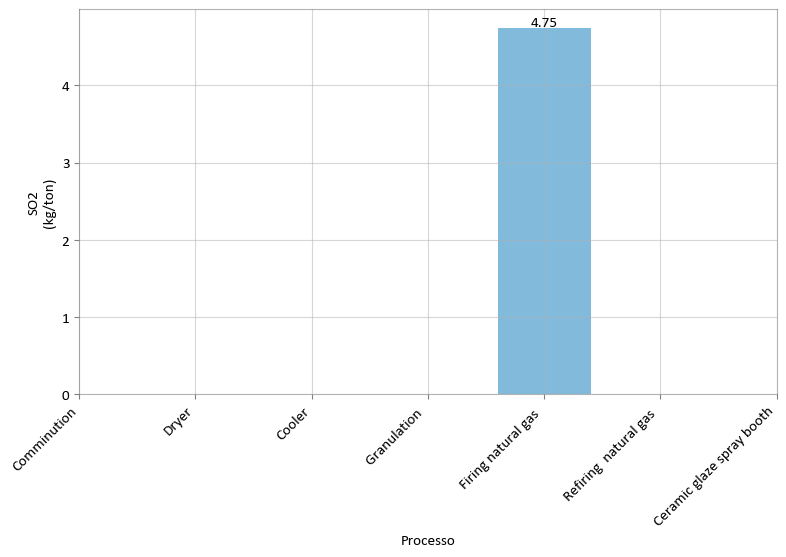 4.75
4
3
2
1
0
SO2
(kg/ton)
Comminution
Dryer
Cooler
Granulation
Firing natural gas
Refiring  natural gas
Ceramic glaze spray booth
Processo